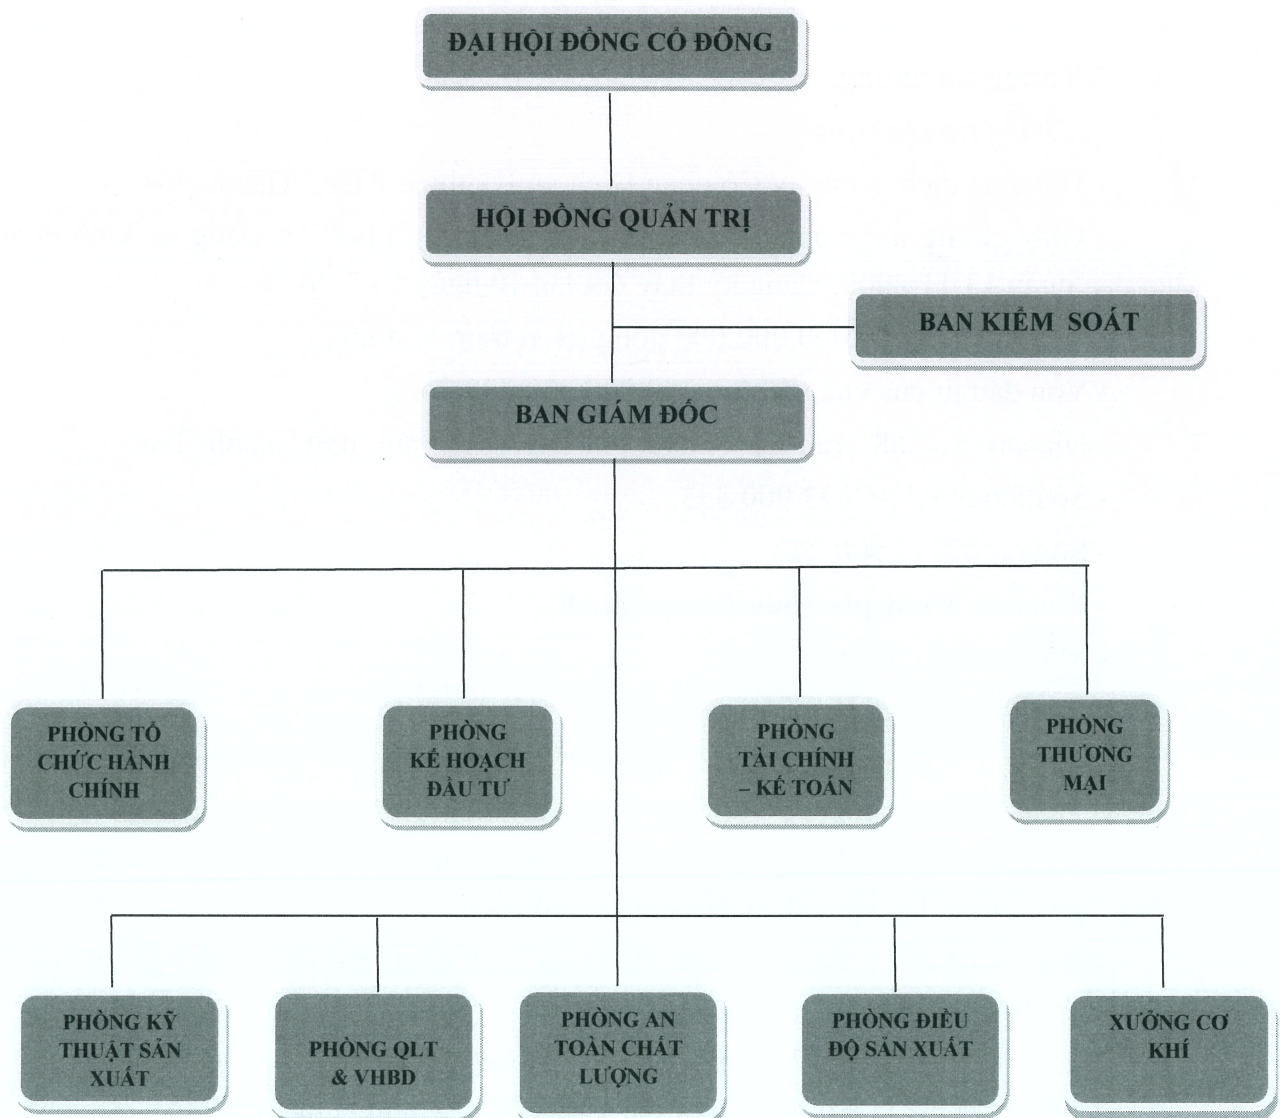 ĐẠI HỘI ĐỒNG CỔ ĐÔNG
HỘI ĐỒNG QUẢN TRỊ
BAN KIỂM SOÁT
BAN GIÁM ĐỐC
PHÒNG TỔ
CHỨC HÀNH
CHÍNH
PHÒNG
KẾ HOẠCH
ĐẦU TƯ
PHÒNG
TÀI CHÍNH
– KẾ TOÁN
PHÒNG
THƯƠNG
MẠI
PHÒNG KỸ
THUẬT SẢN
XUẤT
PHÒNG QLT
& VHBD
PHÒNG AN
TOÀN CHẤT
LƯỢNG
PHÒNG ĐIỀU
ĐỘ SẢN XUẤT
XƯỞNG CƠ
KHÍ